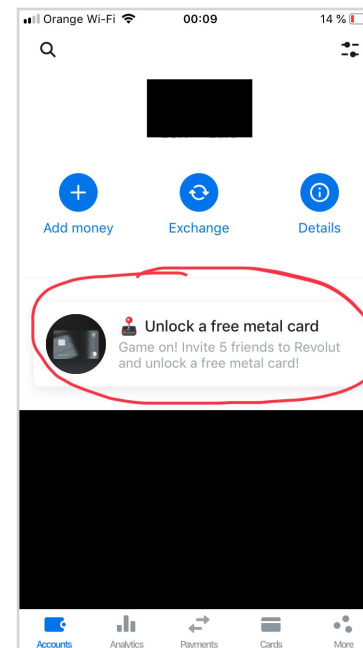 Orange Wi-Fi 00:09 14 %
Add money Exchange Details
Unlock a free metal card
Game on! Invite 5 friends to Revolut
and unlock a free metal card!
Accounts Analytics Payments Cards More